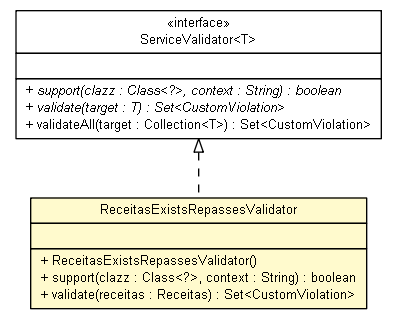 «interface»
ServiceValidator<T>
+ support(clazz : Class<?>, context : String) : boolean
+ validate(target : T) : Set<CustomViolation>
+ validateAll(target : Collection<T>) : Set<CustomViolation>
ReceitasExistsRepassesValidator
+ ReceitasExistsRepassesValidator()
+ support(clazz : Class<?>, context : String) : boolean
+ validate(receitas : Receitas) : Set<CustomViolation>